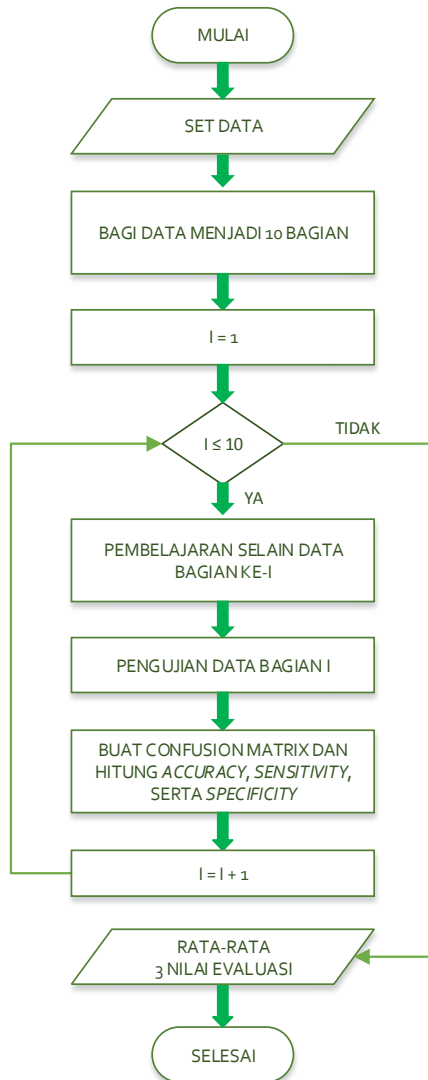 MULAI
SET DATA
BAGI DATA MENJADI 10 BAGIAN
I = 1
I ≤ 10
TIDAK
YA
PEMBELAJARAN SELAIN DATA
BAGIAN KE-I
PENGUJIAN DATA BAGIAN I
BUAT CONFUSION MATRIX DAN
HITUNG ACCURACY, SENSITIVITY,
SERTA SPECIFICITY
I = I + 1
RATA-RATA
3 NILAI EVALUASI
SELESAI